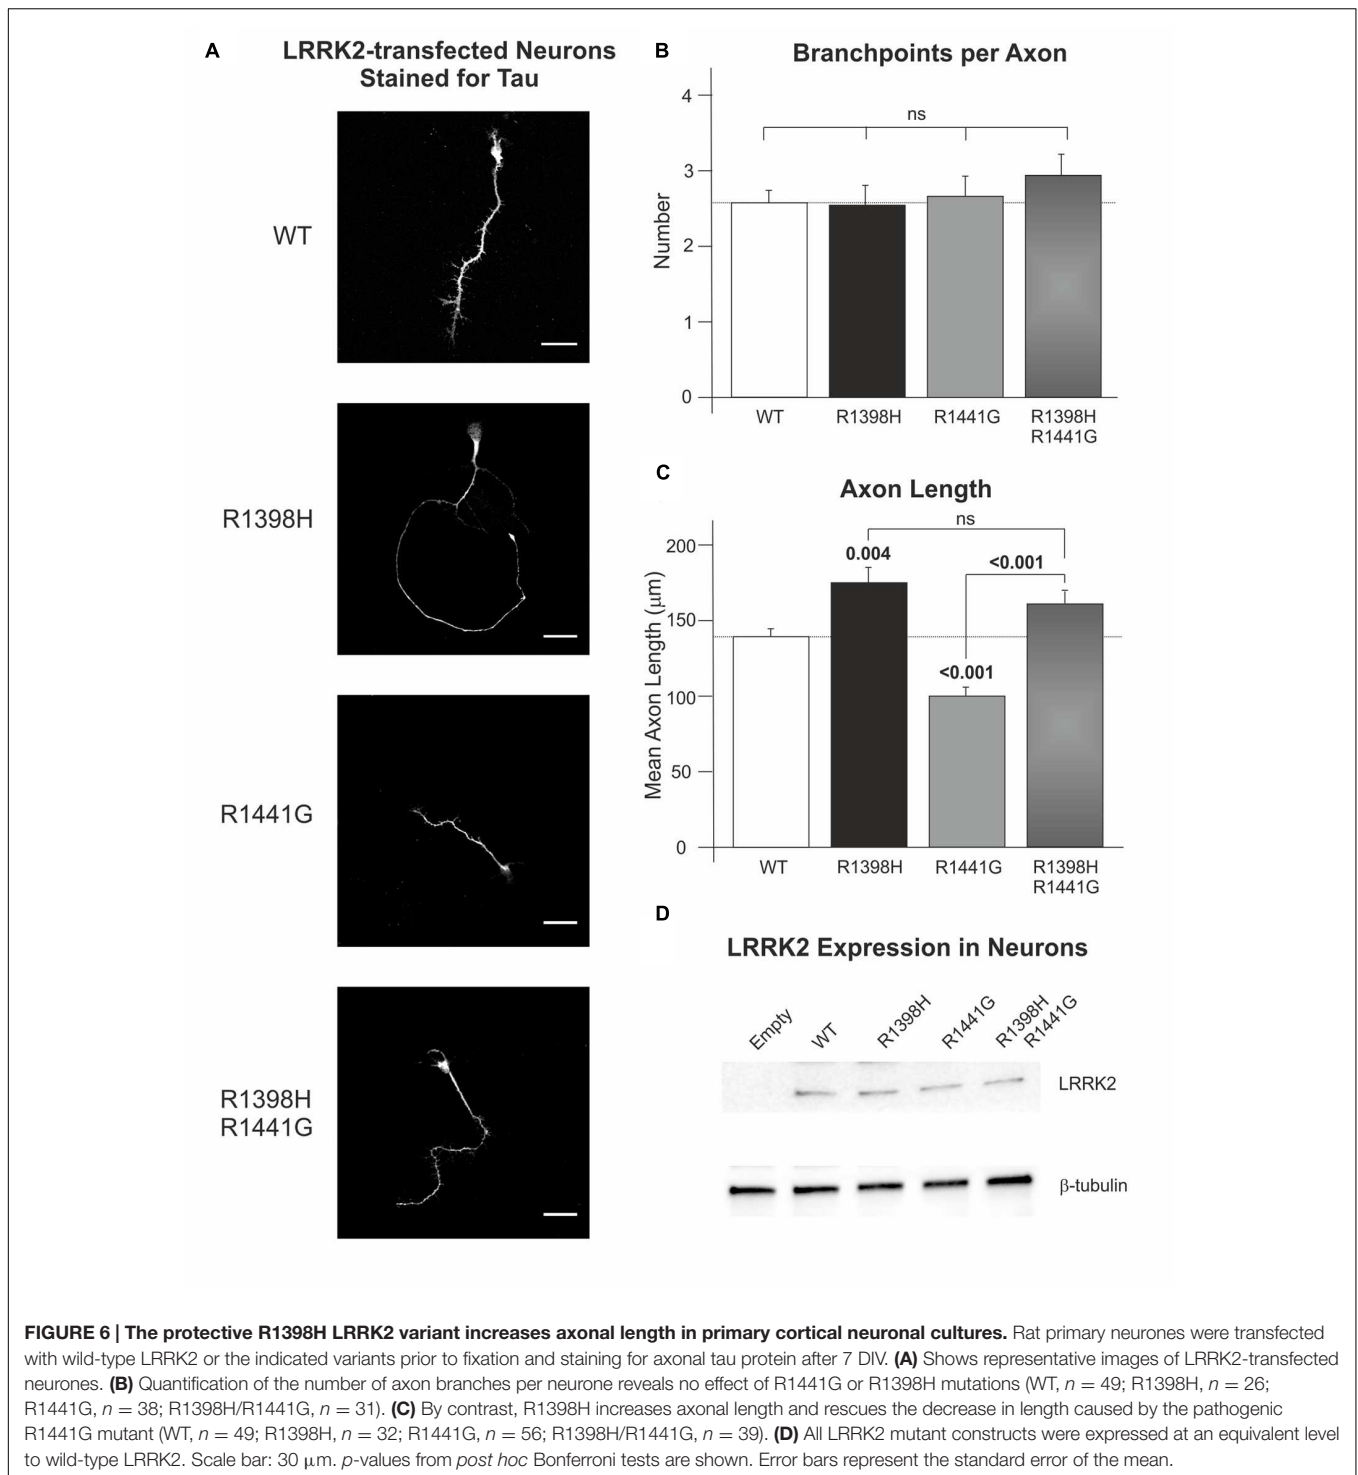 A
LRRK2-transfected Neurons
Stained for Tau
WT
R1398H
R1441G
R1398H
R1441G
B
Branchpoints per Axon
4
3
2
1
0
Number
ns
WT
R1398H
R1441G
R1398H
R1441G
C
Axon Length
200
150
100
50
0
Mean Axon Length (μm)
ns
0.004
<0.001
<0.001
WT
R1398H
R1441G
R1398H
R1441G
D
LRRK2 Expression in Neurons
Empty
WT
R1398H
R1441G
R1398H
R1441G
LRRK2
β-tubulin
FIGURE 6 | The protective R1398H LRRK2 variant increases axonal length in primary cortical neuronal cultures. Rat primary neurones were transfected
with wild-type LRRK2 or the indicated variants prior to fixation and staining for axonal tau protein after 7 DIV. (A) Shows representative images of LRRK2-transfected
neurones. (B) Quantification of the number of axon branches per neurone reveals no effect of R1441G or R1398H mutations (WT, n = 49; R1398H, n = 26;
R1441G, n = 38; R1398H/R1441G, n = 31). (C) By contrast, R1398H increases axonal length and rescues the decrease in length caused by the pathogenic
R1441G mutant (WT, n = 49; R1398H, n = 32; R1441G, n = 56; R1398H/R1441G, n = 39). (D) All LRRK2 mutant constructs were expressed at an equivalent level
to wild-type LRRK2. Scale bar: 30 μm. p-values from post hoc Bonferroni tests are shown. Error bars represent the standard error of the mean.